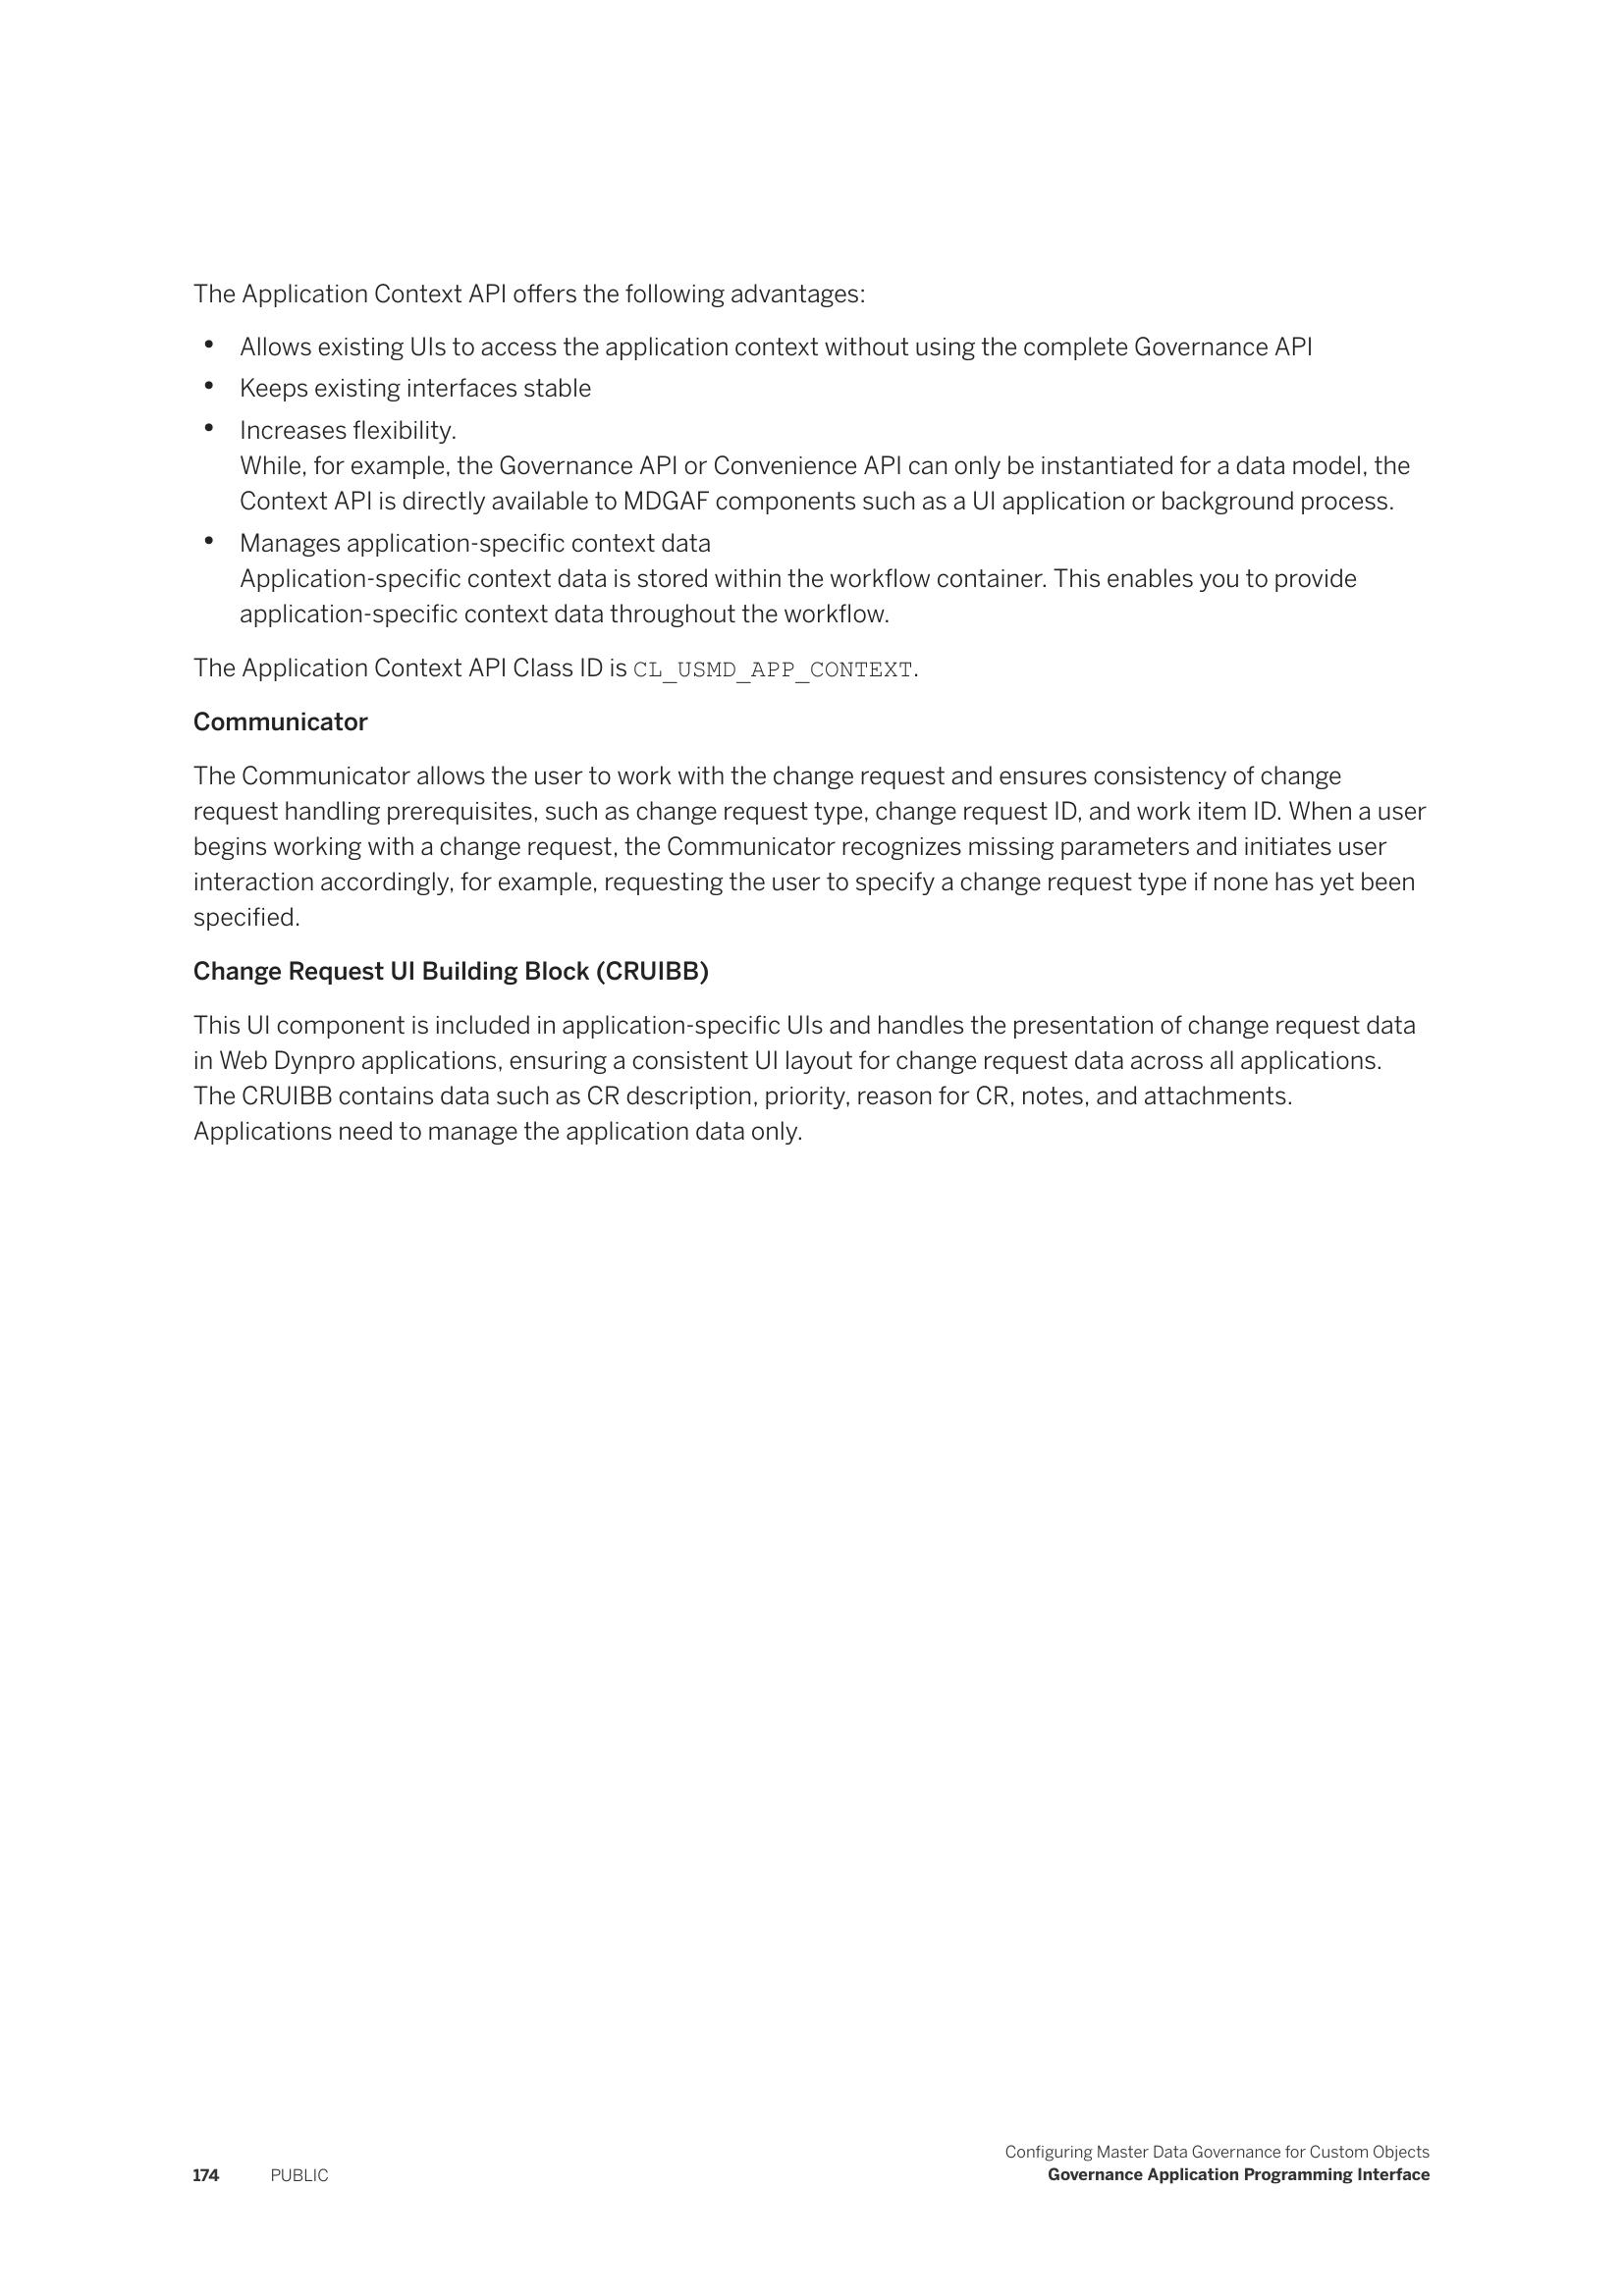 The Application Context API offers the following advantages:
• Allows existing UIs to access the application context without using the complete Governance API
• Keeps existing interfaces stable
• Increases flexibility.
While, for example, the Governance API or Convenience API can only be instantiated for a data model, the
Context API is directly available to MDGAF components such as a UI application or background process.
• Manages application-specific context data
Application-specific context data is stored within the workflow container. This enables you to provide
application-specific context data throughout the workflow.
The Application Context API Class ID is CL_USMD_APP_CONTEXT.
Communicator
The Communicator allows the user to work with the change request and ensures consistency of change
request handling prerequisites, such as change request type, change request ID, and work item ID. When a user
begins working with a change request, the Communicator recognizes missing parameters and initiates user
interaction accordingly, for example, requesting the user to specify a change request type if none has yet been
specified.
Change Request UI Building Block (CRUIBB)
This UI component is included in application-specific UIs and handles the presentation of change request data
in Web Dynpro applications, ensuring a consistent UI layout for change request data across all applications.
The CRUIBB contains data such as CR description, priority, reason for CR, notes, and attachments.
Applications need to manage the application data only.
Configuring Master Data Governance for Custom Objects
174 PUBLIC Governance Application Programming Interface